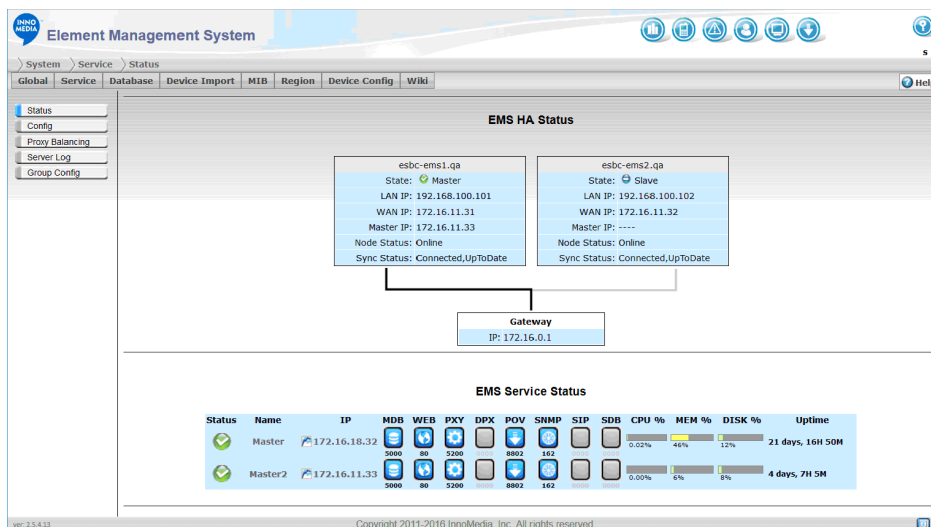 INNO
MEDIA
Element Management System
s
System Service Status
Global Service Database Device Import MIB Region Device Config Wiki
Help
Status
Config
Proxy Balancing
Server Log
Group Config
EMS HA Status
esbc-ems1.qa
State: Master
LAN IP: 192.168.100.101
WAN IP: 172.16.11.31
Master IP: 172.16.11.33
Node Status: Online
Sync Status: Connected,UpToDate
esbc-ems2.qa
State: Slave
LAN IP: 192.168.100.102
WAN IP: 172.16.11.32
Master IP: ----
Node Status: Online
Sync Status: Connected,UpToDate
Gateway
IP: 172.16.0.1
EMS Service Status
Status Name IP MDB WEB PXY DPX POV SNMP SIP SDB CPU % MEM % DISK % Uptime
Master 172.16.18.32 5000 80 5200 0000 8802 162 0000 0000 0.02% 46% 12% 21 days, 16H 50M
Master2 172.16.11.33 5000 80 5200 0000 8802 162 0000 0000 0.00% 6% 8% 4 days, 7H 5M
ver: 2.5.4.13
Copyright 2011-2016 InnoMedia, Inc. All rights reserved